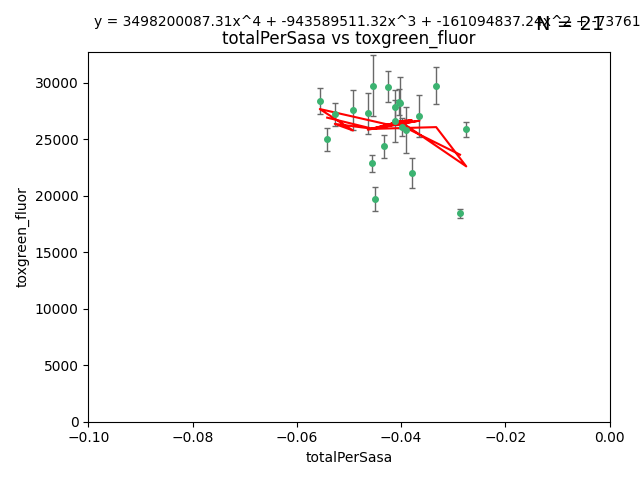 y = 3498200087.31x^4 + -943589511.32x^3 + -161094837.24x^2 + -73761
N = 21
totalPerSasa vs toxgreen_fluor
30000
25000
20000
15000
10000
5000
0
toxgreen_fluor
−0.10 −0.08 −0.06 −0.04 −0.02 0.00
totalPerSasa